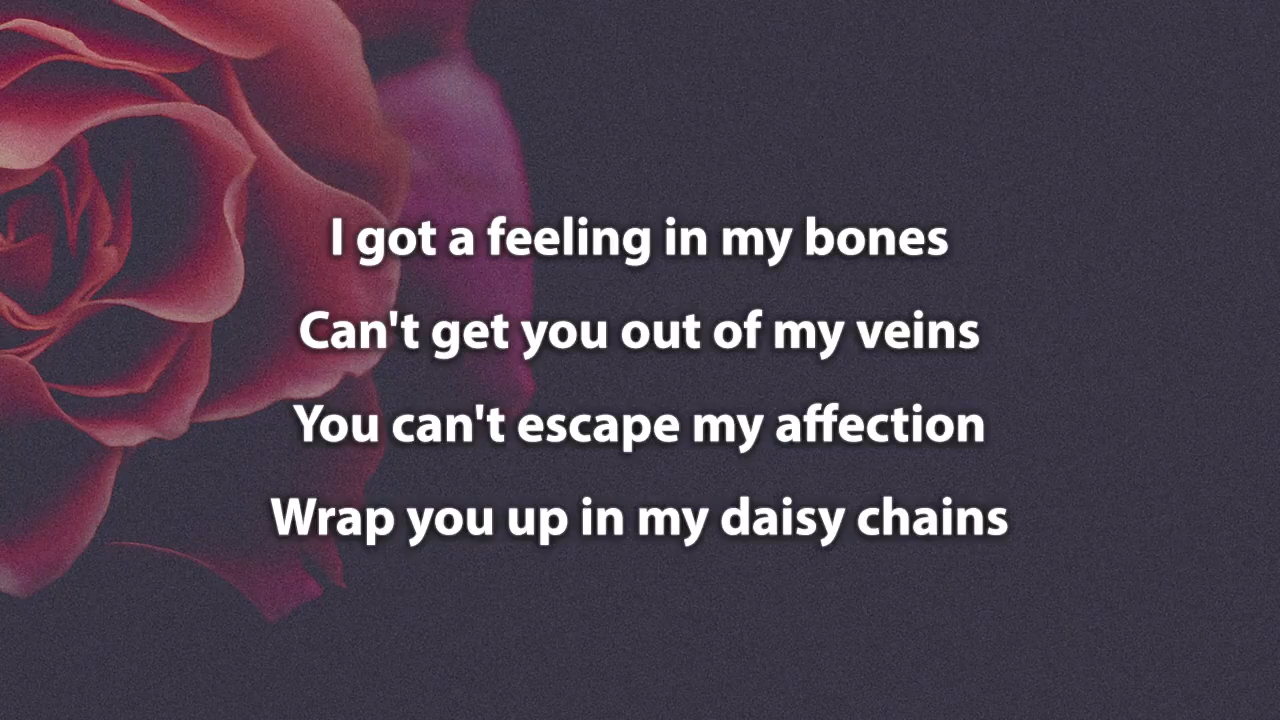 I got a feeling in my bones
Can't get you out of my veins
You can't escape my affection
Wrap you up in my daisy chains